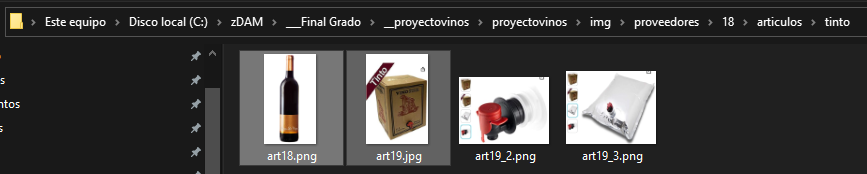 Este equipo > Disco local (C:) > zDAM > ___Final Grado > __proyectovinos > proyectovinos > img > proveedores > 18 > articulos > tinto
s
ntos
s
Tinto
art18.png
art19.jpg
art19_2.png
art19_3.png